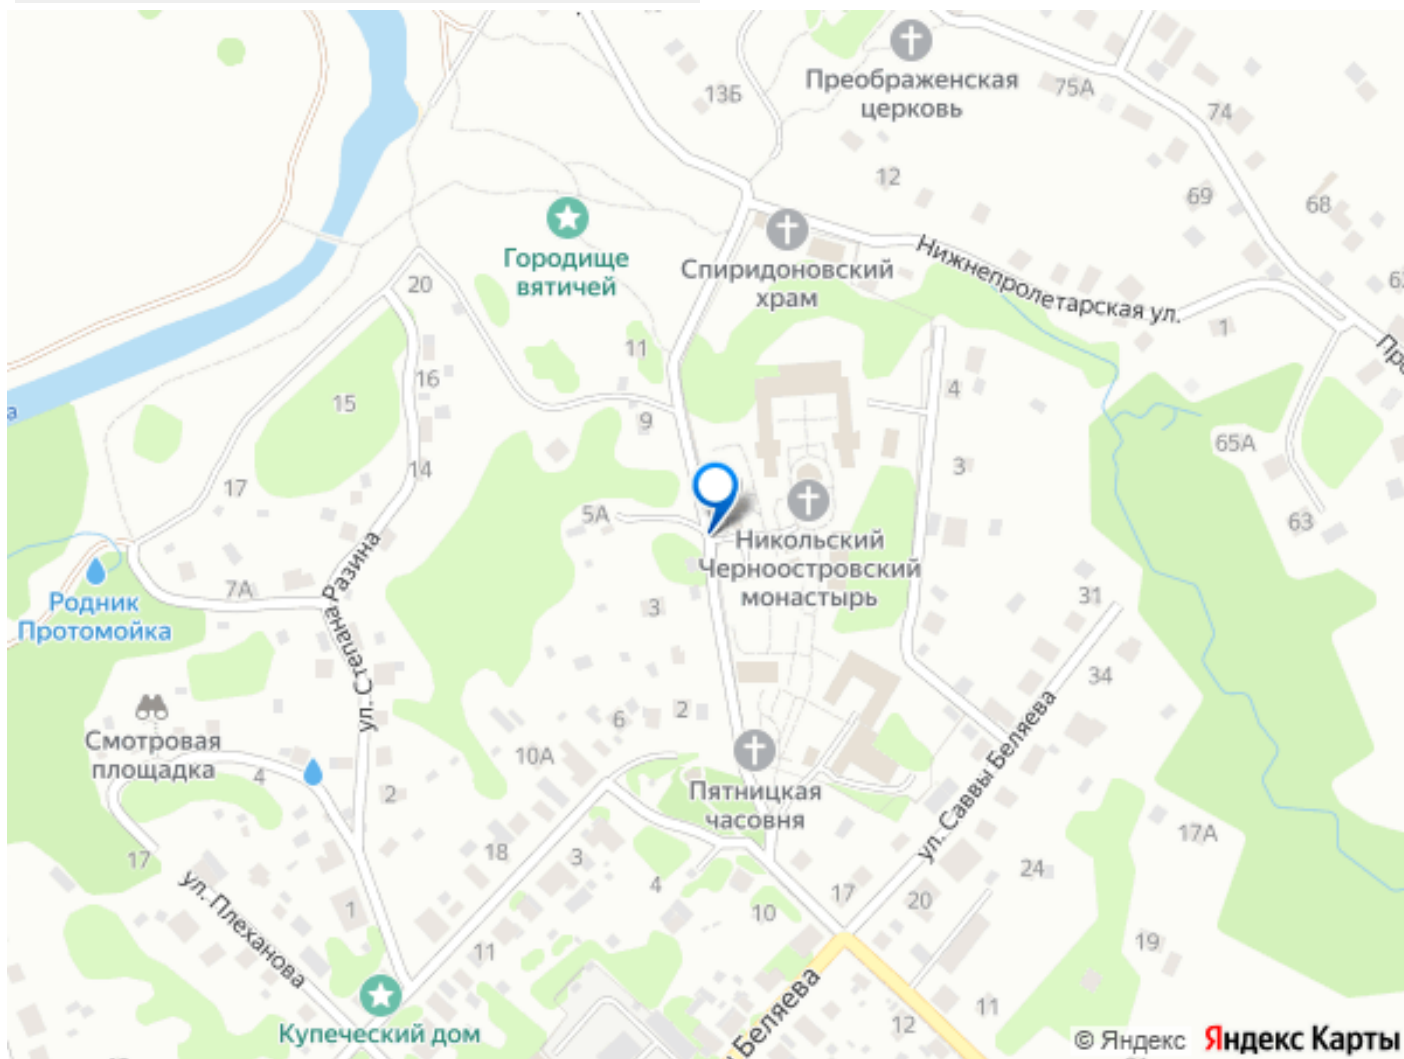 13Б
Преображенская
церковь
75А
74
12
69
68
Городище
вятичей
Спиридоновский
храм
Нижнепролетарская ул.
20
11
1
16
15
9
4
65А
14
17
3
63
5А
Никольский
Черноостровский
монастырь
Родник
Протомойка
7А
ул. Степана Разина
3
31
34
Смотровая
площадка
6
2
10А
4
2
Пятницкая
часовня
ул. Саввы Беляева
17А
17
18
3
4
17
24
20
ул. Плеханова
1
10
11
19
Купеческий дом
Беляева
12
11
© Яндекс
Яндекс Карты